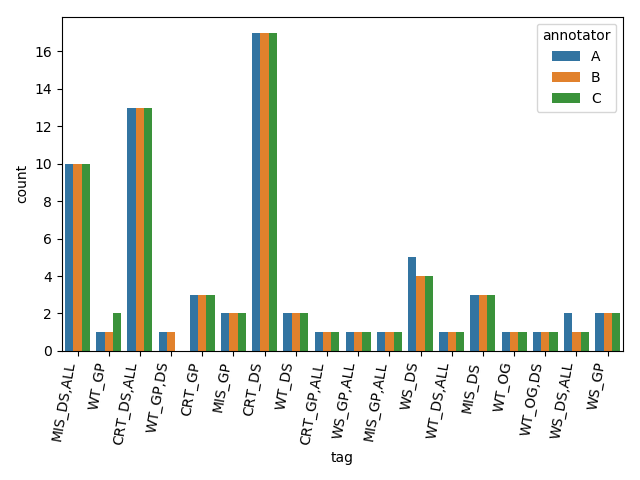 annotator
A
B
C
count
16
14
12
10
8
6
4
2
0
MIS_DS,ALL
WT_GP
CRT_DS,ALL
WT_GP,DS
CRT_GP
MIS_GP
CRT_DS
WT_DS
CRT_GP,ALL
WS_GP,ALL
MIS_GP,ALL
WS_DS
WT_DS,ALL
MIS_DS
WT_OG
WT_OG,DS
WS_DS,ALL
WS_GP
tag